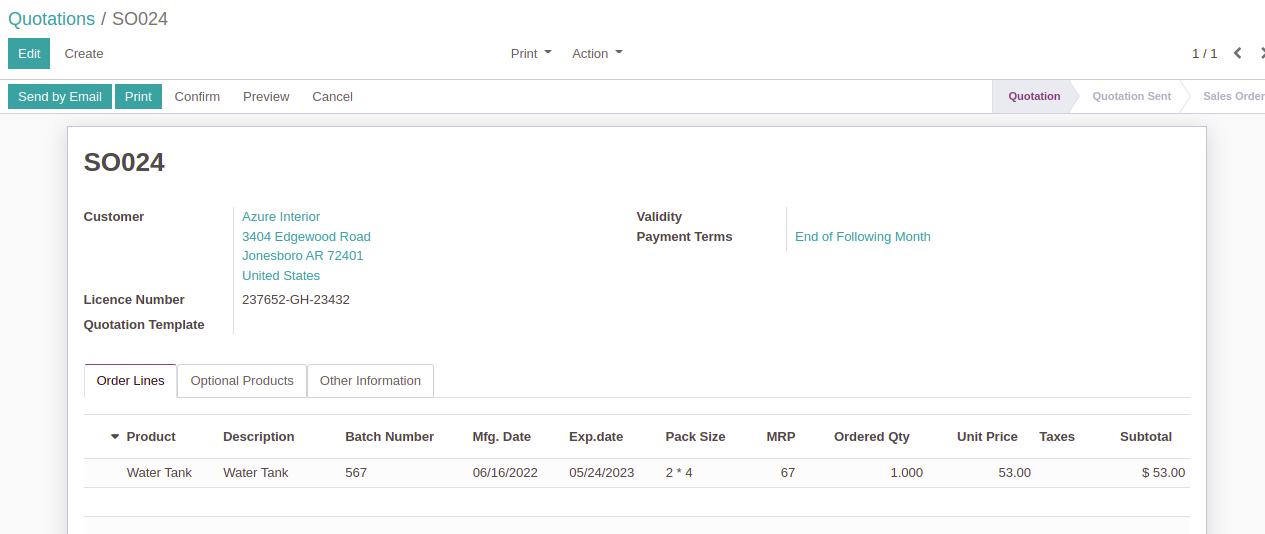 Quotations / SO024
Edit Create Print Action 1 / 1
Send by Email Print Confirm Preview Cancel Quotation Quotation Sent Sales Order
SO024
Customer Azure Interior Validity
3404 Edgewood Road Payment Terms End of Following Month
Jonesboro AR 72401
United States
Licence Number 237652-GH-23432
Quotation Template
Order Lines Optional Products Other Information
Product Description Batch Number Mfg. Date Exp.date Pack Size MRP Ordered Qty Unit Price Taxes Subtotal
Water Tank Water Tank 567 06/16/2022 05/24/2023 2 * 4 67 1.000 53.00 $ 53.00